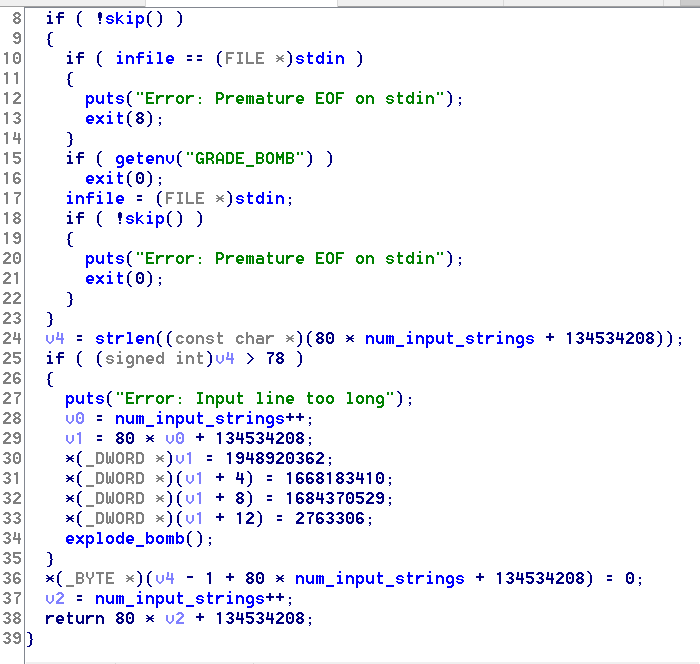 8 if ( !skip() )
9 {
10 if ( infile == (FILE *)stdin )
11 {
12 puts("Error: Premature EOF on stdin");
13 exit(8);
14 }
15 if ( getenv("GRADE_BOMB") )
16 exit(0);
17 infile = (FILE *)stdin;
18 if ( !skip() )
19 {
20 puts("Error: Premature EOF on stdin");
21 exit(0);
22 }
23 }
24 v4 = strlen((const char *)(80 * num_input_strings + 134534208));
25 if ( (signed int)v4 > 78 )
26 {
27 puts("Error: Input line too long");
28 v0 = num_input_strings++;
29 v1 = 80 * v0 + 134534208;
30 *(_DWORD *)v1 = 1948920362;
31 *(_DWORD *)(v1 + 4) = 1668183410;
32 *(_DWORD *)(v1 + 8) = 1684370529;
33 *(_DWORD *)(v1 + 12) = 2763306;
34 explode_bomb();
35 }
36 *(_BYTE *)(v4 - 1 + 80 * num_input_strings + 134534208) = 0;
37 v2 = num_input_strings++;
38 return 80 * v2 + 134534208;
39 }